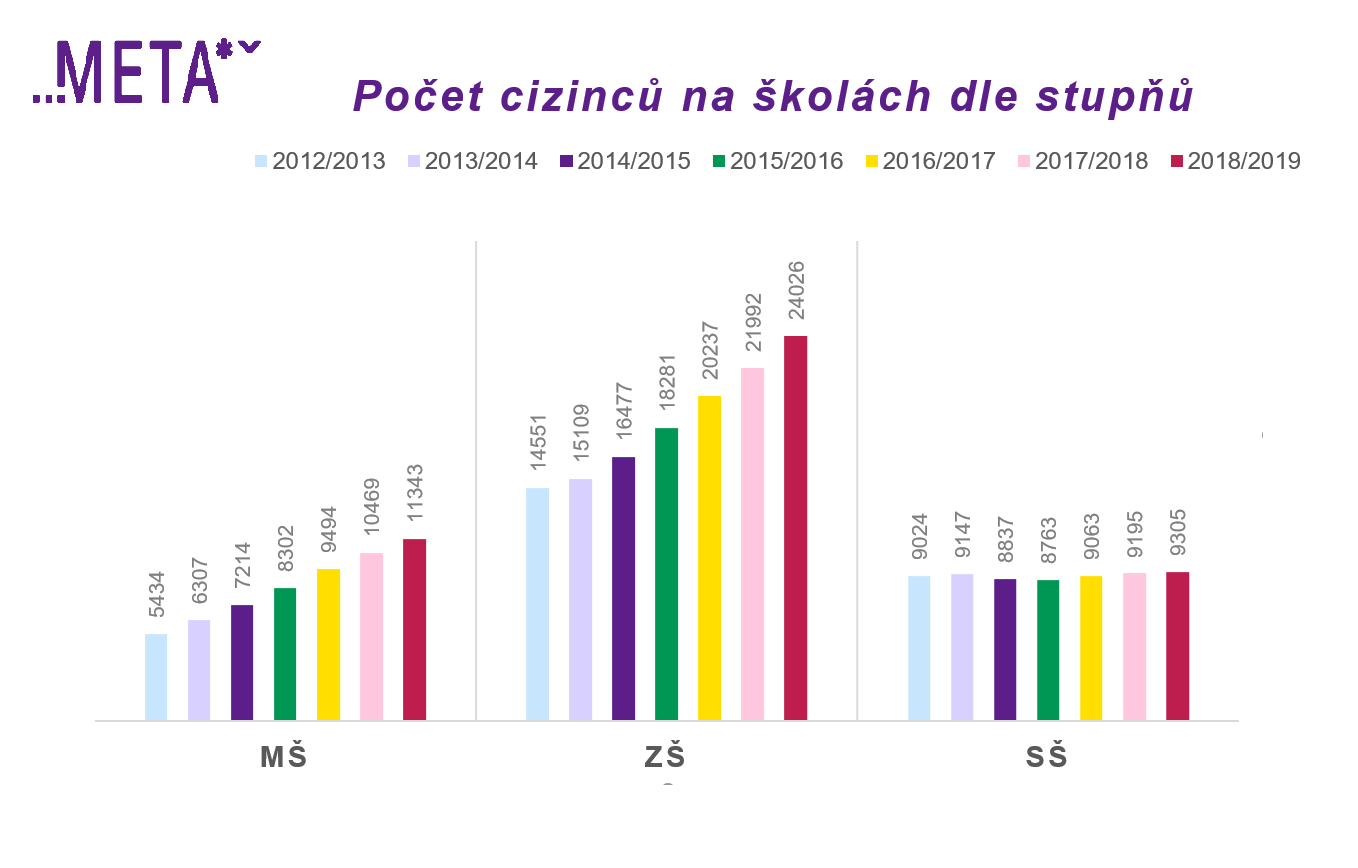 ...META*ˇ
Počet cizinců na školách dle stupňů
2012/2013 2013/2014 2014/2015 2015/2016 2016/2017 2017/2018 2018/2019
5434 6307 7214 8302 9494 10469 11343
14551 15109 16477 18281 20237 21992 24026
9024 9147 8837 8763 9063 9195 9305
MŠ ZŠ SŠ